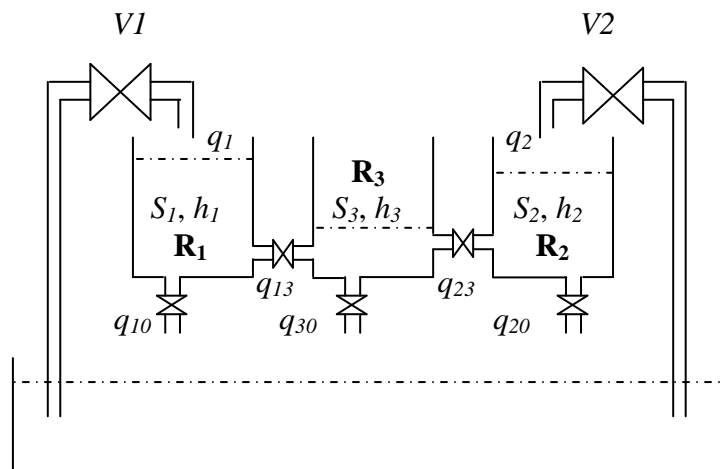 V1 V2
q1 q2
R3
S1, h1 S3, h3 S2, h2
R1 R2
q13 q23
q10 q30 q20